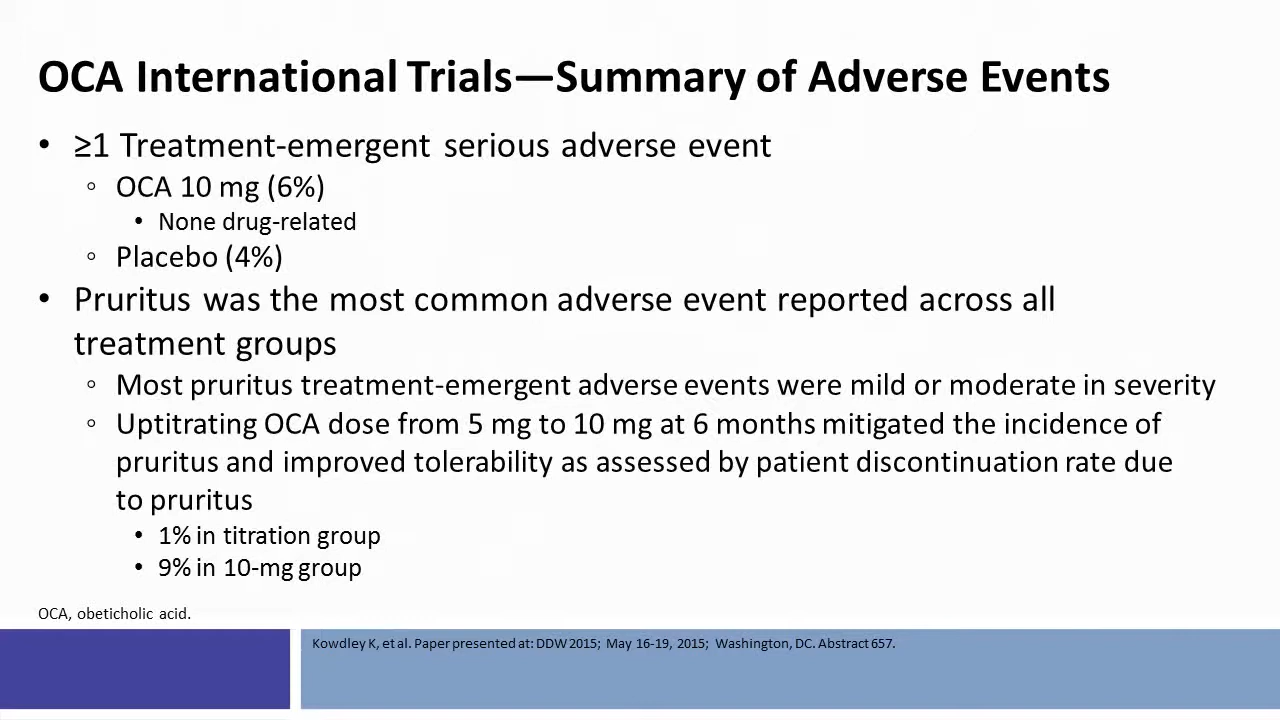 OCA International Trials—Summary of Adverse Events
• ≥1 Treatment-emergent serious adverse event
◦ OCA 10 mg (6%)
• None drug-related
◦ Placebo (4%)
• Pruritus was the most common adverse event reported across all
treatment groups
◦ Most pruritus treatment-emergent adverse events were mild or moderate in severity
◦ Uptitrating OCA dose from 5 mg to 10 mg at 6 months mitigated the incidence of
pruritus and improved tolerability as assessed by patient discontinuation rate due
to pruritus
• 1% in titration group
• 9% in 10-mg group
OCA, obeticholic acid.
Kowdley K, et al. Paper presented at: DDW 2015; May 16-19, 2015; Washington, DC. Abstract 657.